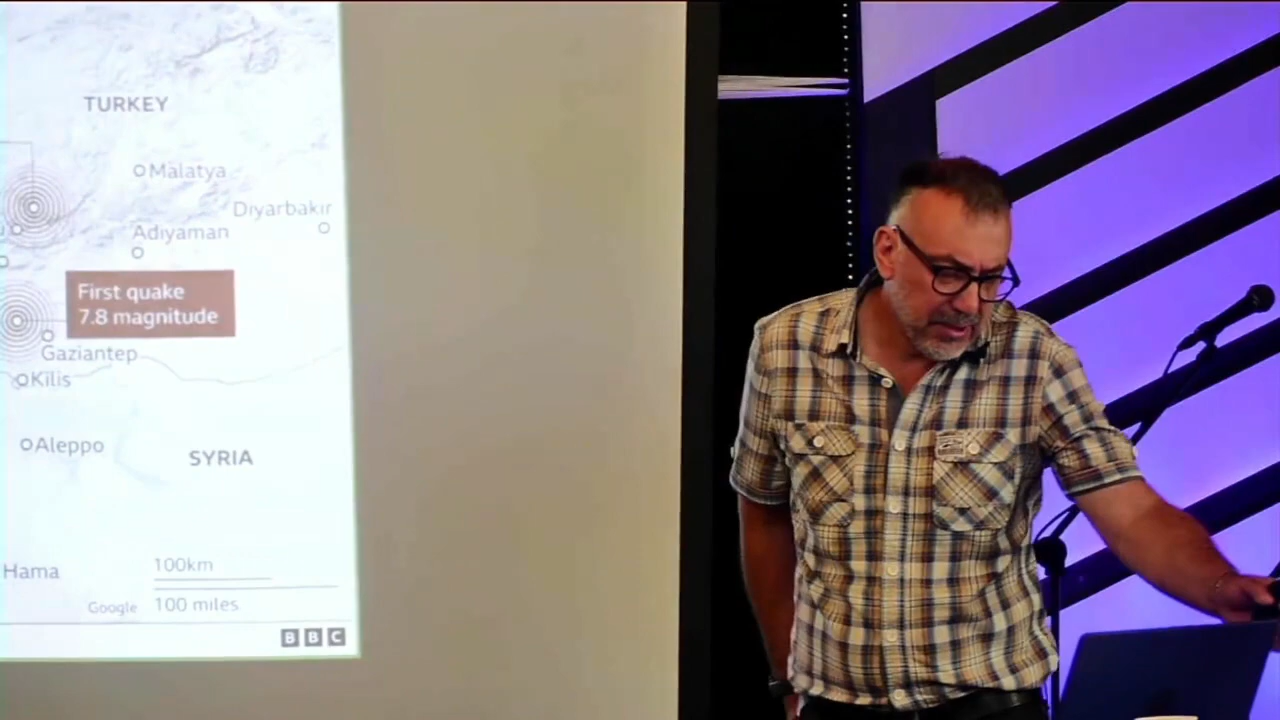 TURKEY
Malatya
Diyarbakir
Adiyaman
First quake
7.8 magnitude
Gaziantep
Kilis
Aleppo
SYRIA
Hama
100km
Google
100 miles
BBC